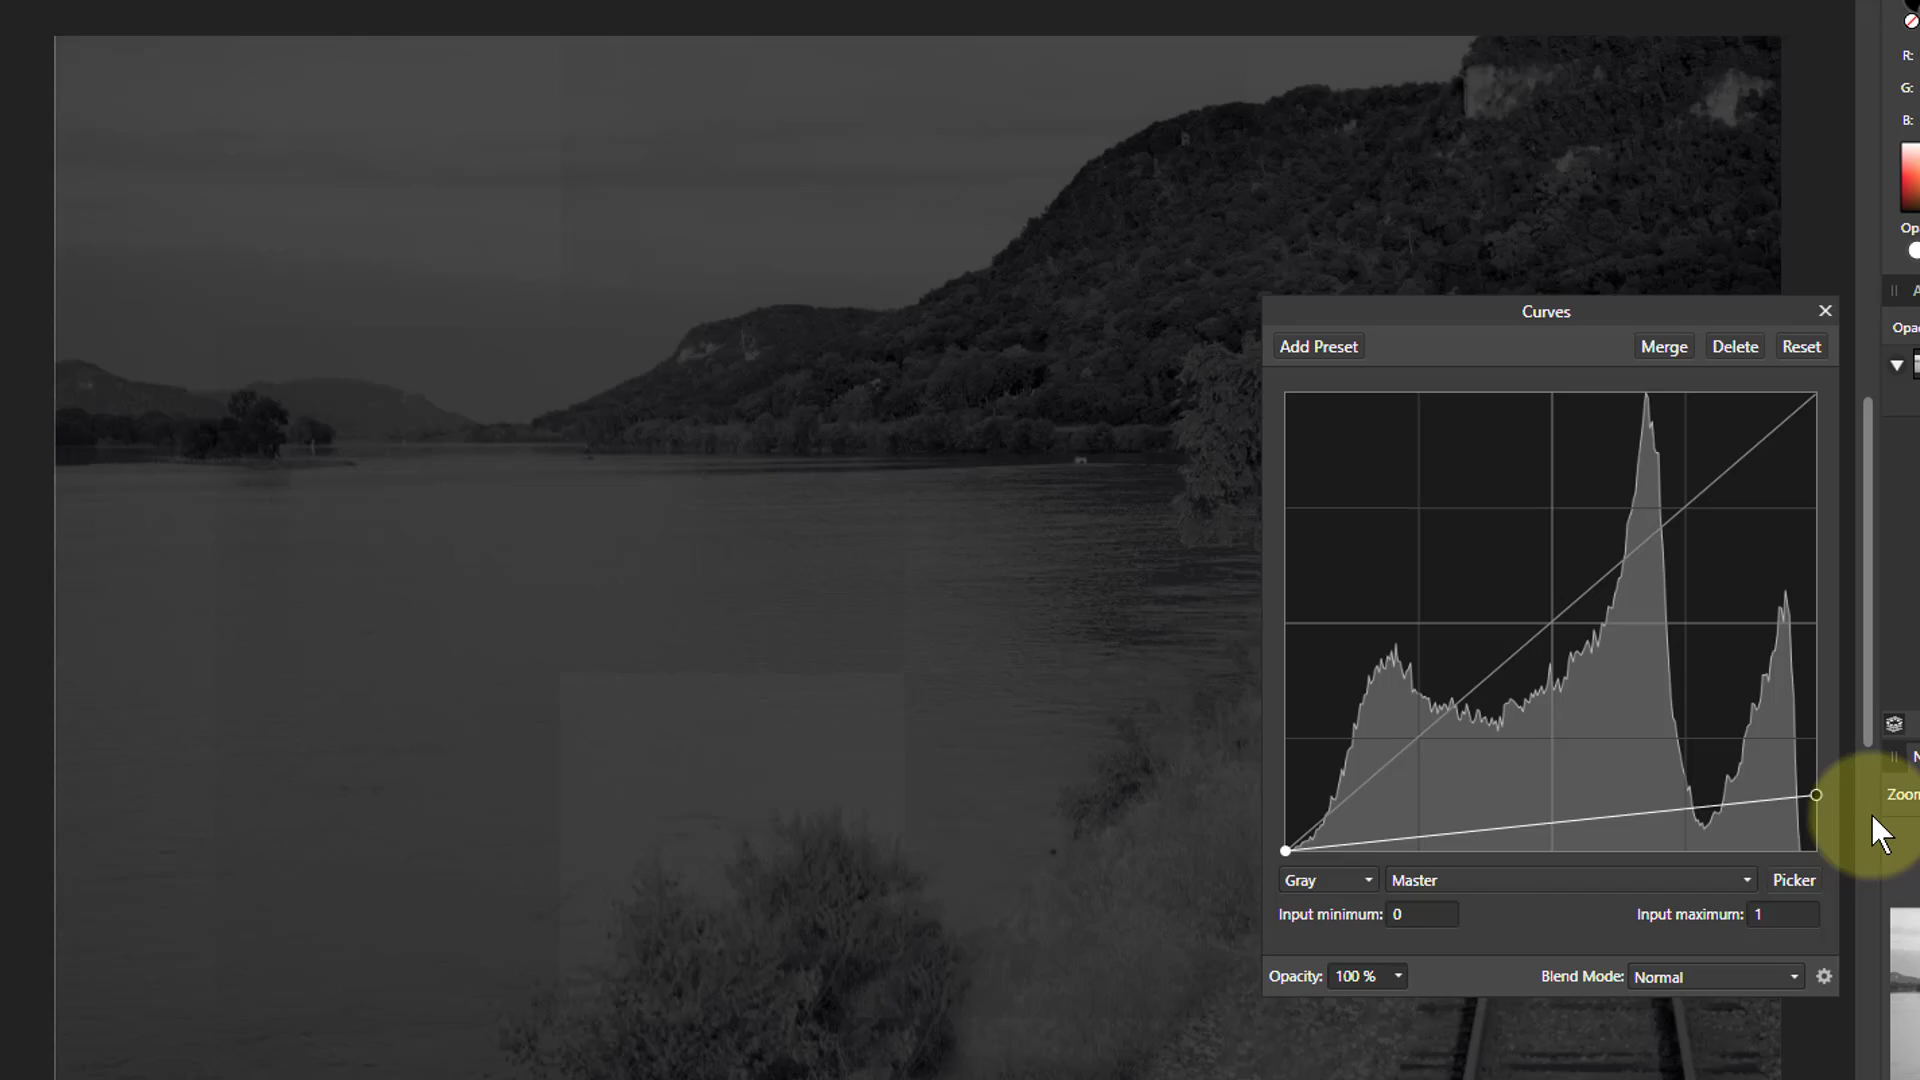 R:
G:
B:
Curves
Add Preset
Merge
Delete
Reset
Gray
Master
Picker
Input minimum: 0
Input maximum: 1
Opacity: 100 %
Blend Mode: Normal